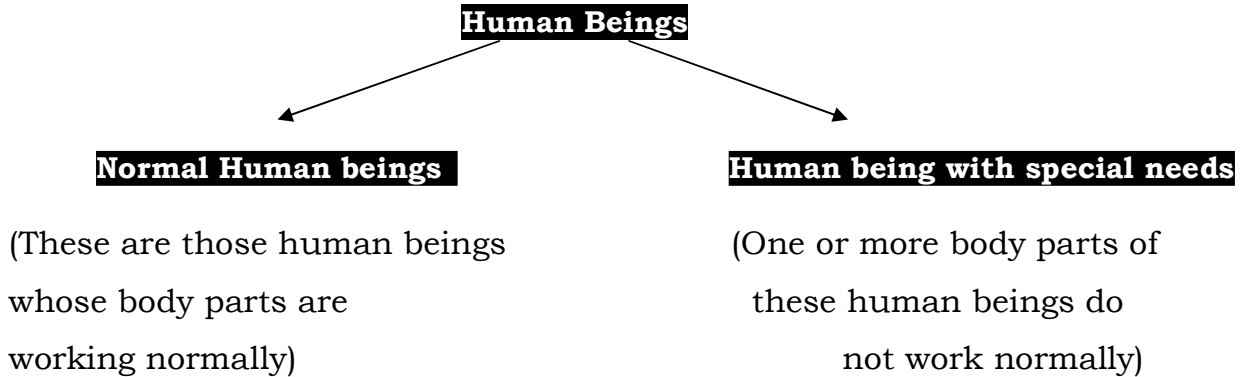 Human Beings
Normal Human beings
Human being with special needs
(These are those human beings
whose body parts are
working normally)
(One or more body parts of
these human beings do
not work normally)